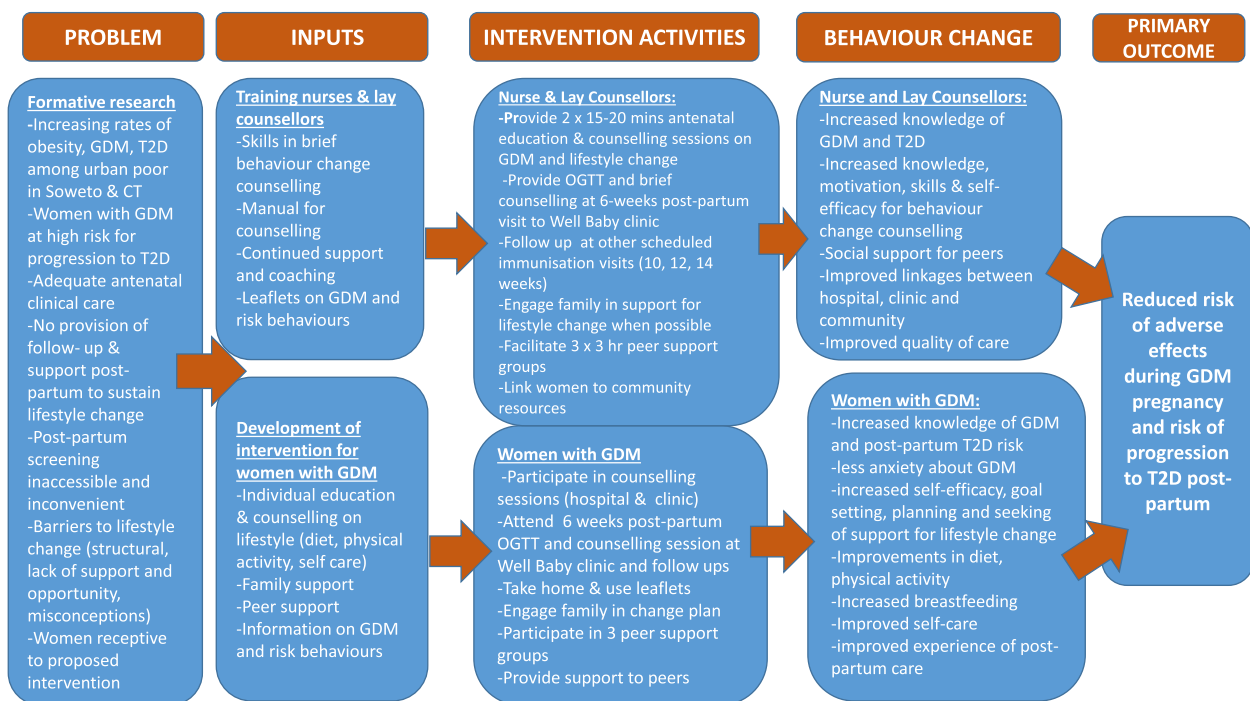 PROBLEM
INPUTS
INTERVENTION ACTIVITIES
BEHAVIOUR CHANGE
PRIMARY
OUTCOME
Formative research
-Increasing rates of
obesity, GDM, T2D
among urban poor
in Soweto & CT
-Women with GDM
at high risk for
progression to T2D
-Adequate antenatal
clinical care
-No provision of
follow- up &
support post-
partum to sustain
lifestyle change
-Post-partum
screening
inaccessible and
inconvenient
-Barriers to lifestyle
change (structural,
lack of support and
opportunity,
misconceptions)
-Women receptive
to proposed
intervention
Training nurses & lay
counsellors
-Skills in brief
behaviour change
counselling
-Manual for
counselling
-Continued support
and coaching
-Leaflets on GDM and
risk behaviours
Development of
intervention for
women with GDM
-Individual education
& counselling on
lifestyle (diet, physical
activity, self care)
-Family support
-Peer support
-Information on GDM
and risk behaviours
Nurse & Lay Counsellors:
-Provide 2 x 15-20 mins antenatal
education & counselling sessions on
GDM and lifestyle change
-Provide OGTT and brief
counselling at 6-weeks post-partum
visit to Well Baby clinic
-Follow up at other scheduled
immunisation visits (10, 12, 14
weeks)
-Engage family in support for
lifestyle change when possible
-Facilitate 3 x 3 hr peer support
groups
-Link women to community
resources
Women with GDM
-Participate in counselling
sessions (hospital & clinic)
-Attend 6 weeks post-partum
OGTT and counselling session at
Well Baby clinic and follow ups
-Take home & use leaflets
-Engage family in change plan
-Participate in 3 peer support
groups
-Provide support to peers
Nurse and Lay Counsellors:
-Increased knowledge of
GDM and T2D
-Increased knowledge,
motivation, skills & self-
efficacy for behaviour
change counselling
-Social support for peers
-Improved linkages between
hospital, clinic and
community
-Improved quality of care
Women with GDM:
-Increased knowledge of GDM
and post-partum T2D risk
-less anxiety about GDM
-increased self-efficacy, goal
setting, planning and seeking
of support for lifestyle change
-Improvements in diet,
physical activity
-Increased breastfeeding
-Improved self-care
-improved experience of post-
partum care
Reduced risk
of adverse
effects
during GDM
pregnancy
and risk of
progression
to T2D post-
partum